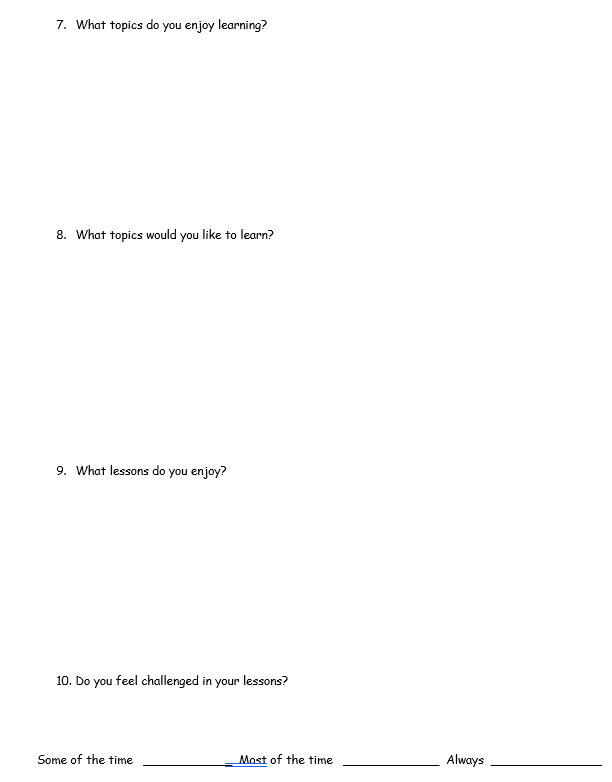 7. What topics do you enjoy learning?
8. What topics would you like to learn?
9. What lessons do you enjoy?
10. Do you feel challenged in your lessons?
Some of the time ______________ Most of the time ______________ Always ________________